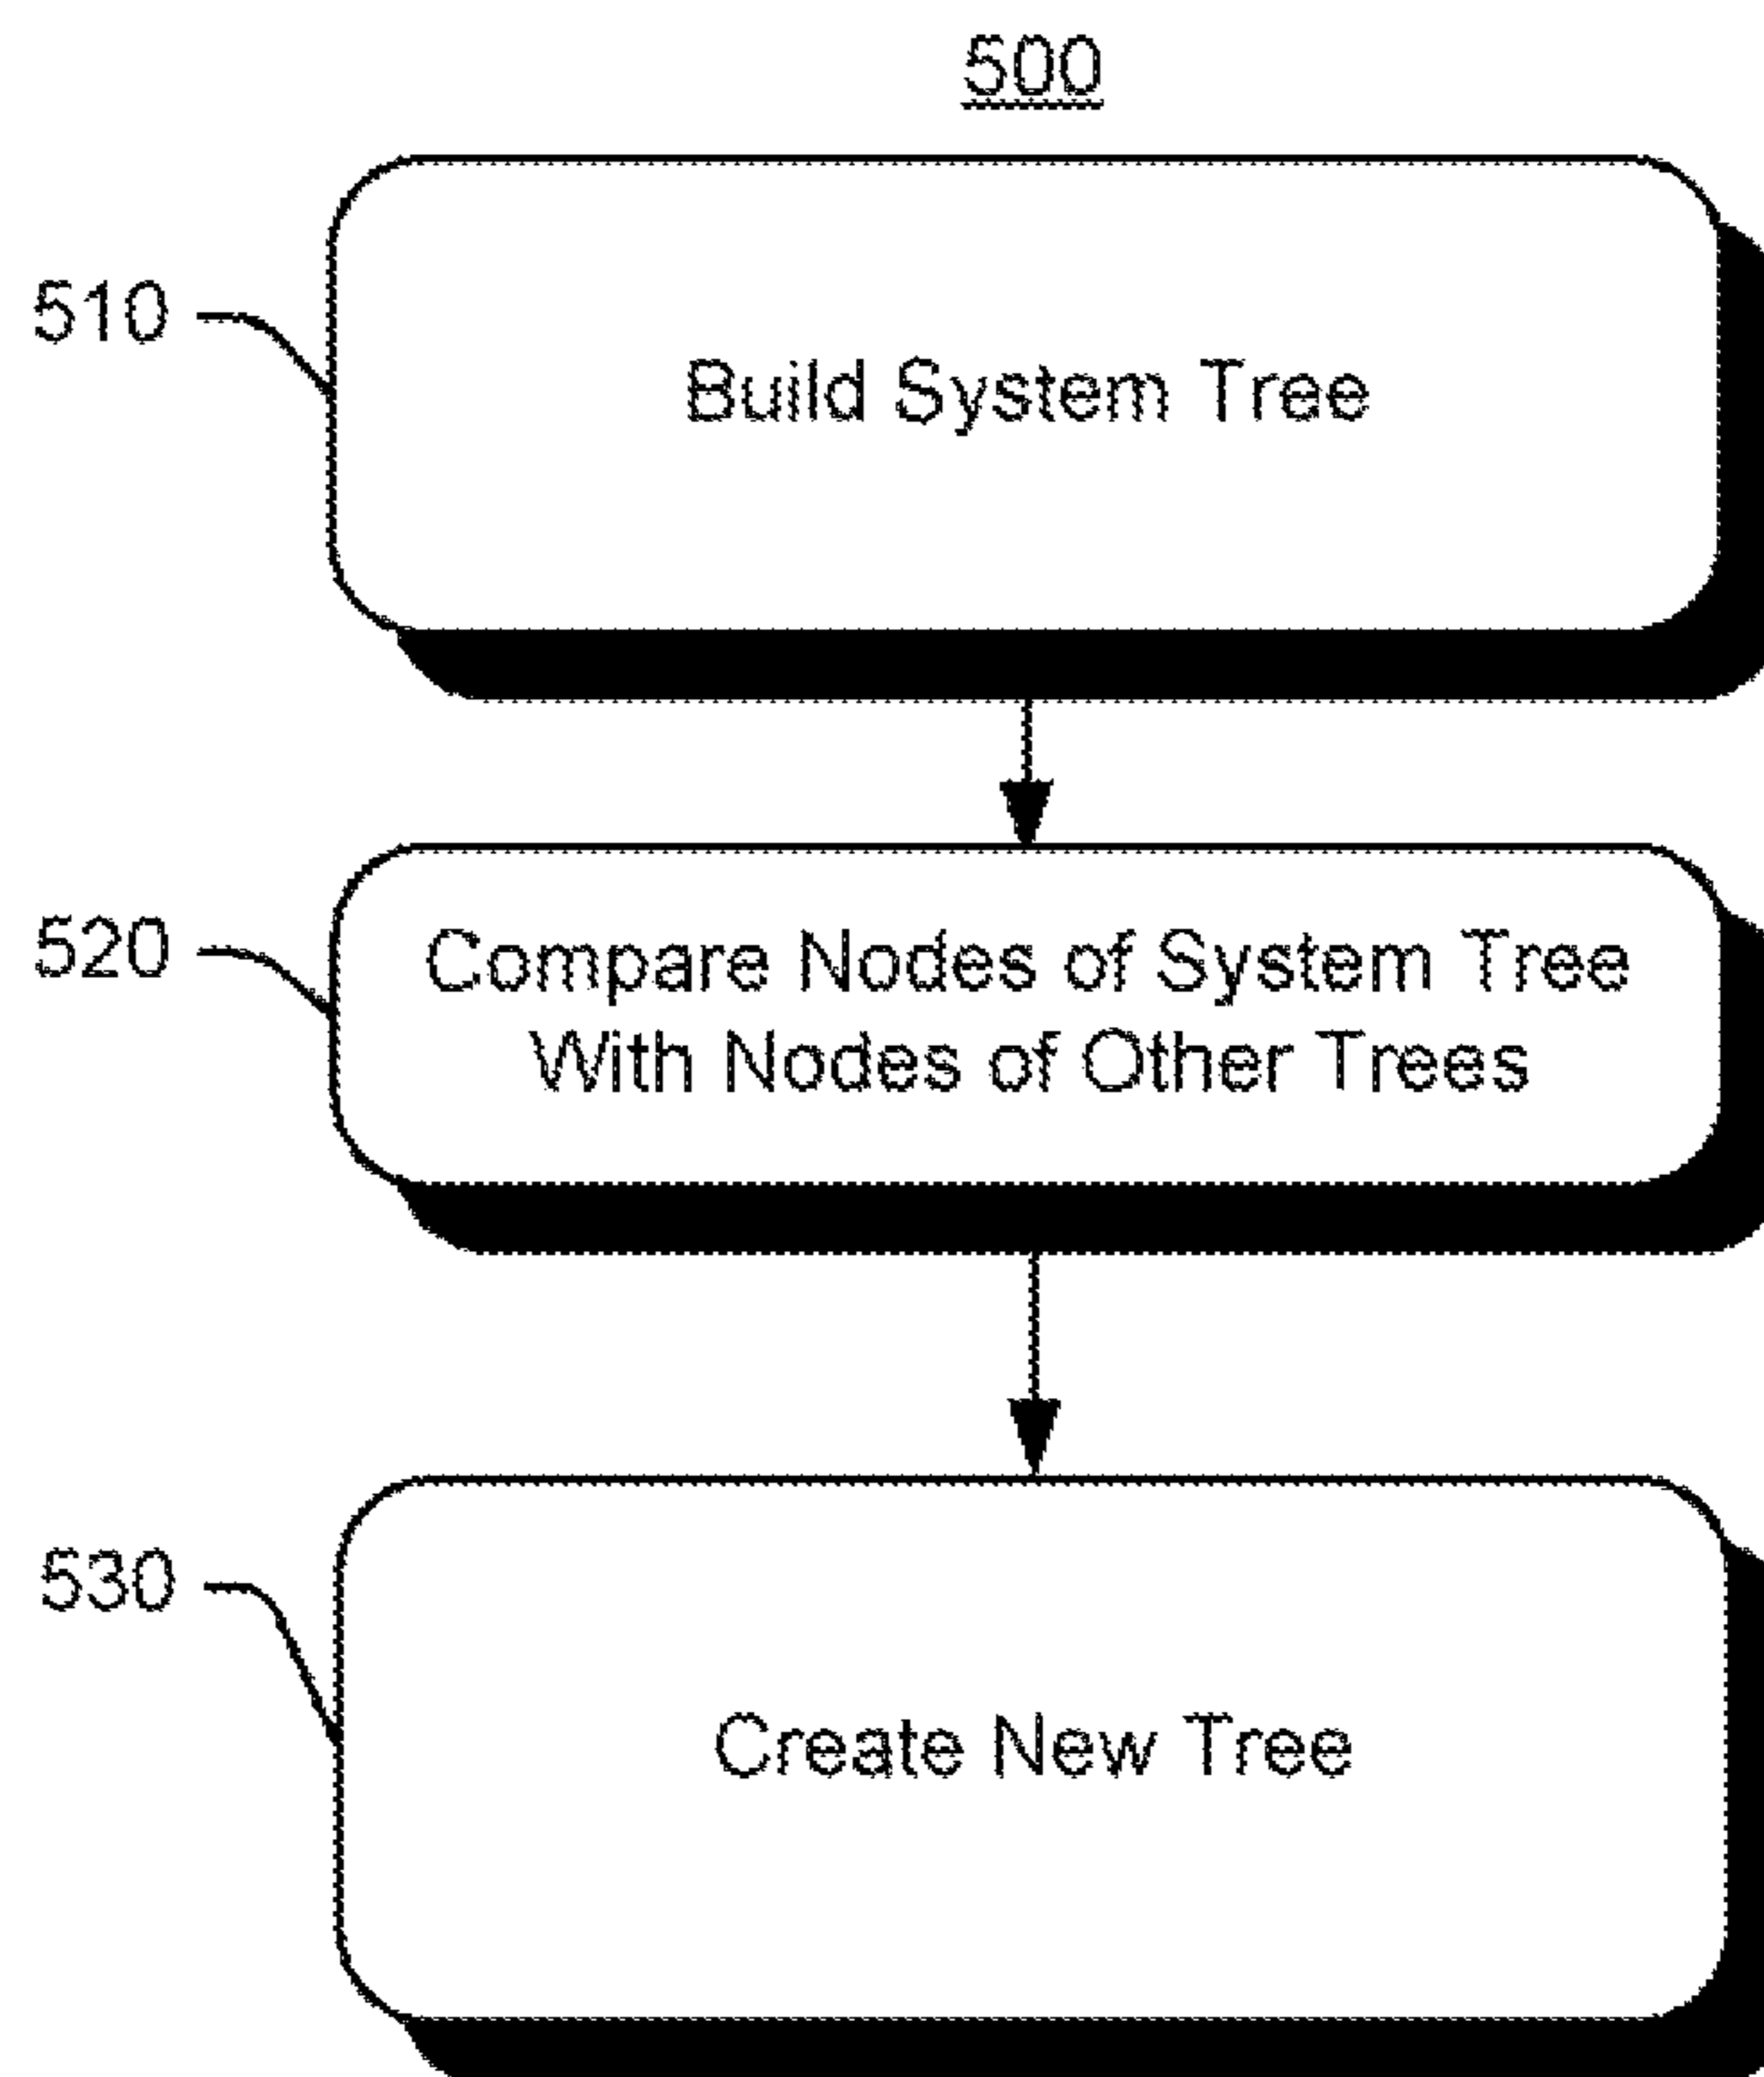 500
510
Build System Tree
520
Compare Nodes of System Tree
With Nodes of Other Trees
530
Create New Tree